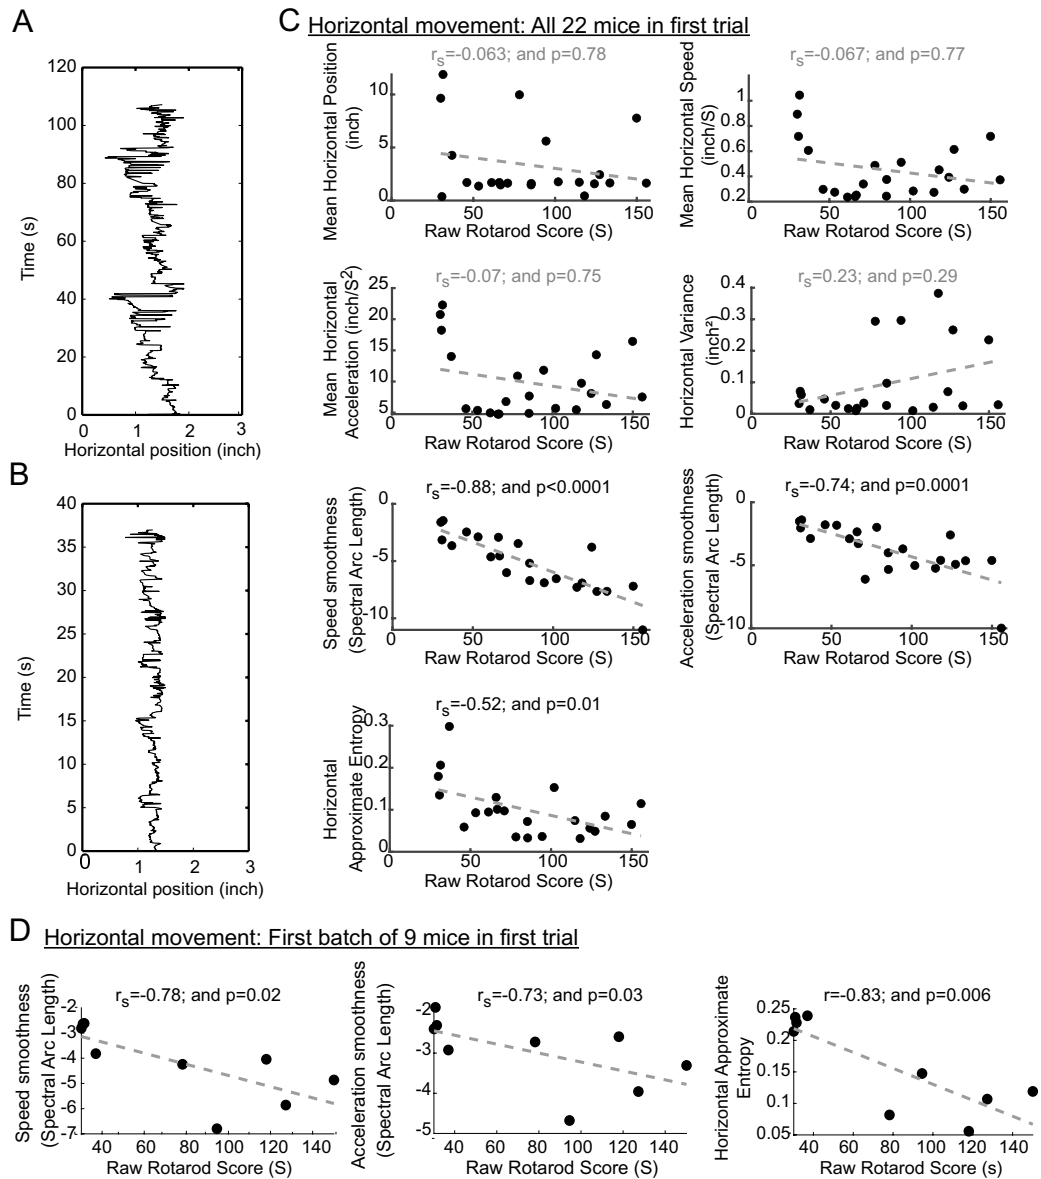 A
120
100
80
60
40
20
0
0
1
2
3
Time (s)
Horizontal position (inch)
B
40
35
30
25
20
15
10
5
0
0
1
2
3
Time (s)
Horizontal position (inch)
C Horizontal movement: All 22 mice in first trial
rs=-0.063; and p=0.78
Mean Horizontal Position
(inch)
10
5
0
0 50 100 150
Raw Rotarod Score (S)
rs=-0.067; and p=0.77
Mean Horizontal Speed
(inch/S)
1
0.8
0.6
0.4
0.2
0 50 100 150
Raw Rotarod Score (S)
rs=-0.07; and p=0.75
Mean Horizontal
Acceleration (inch/S²)
25
20
15
10
5
0 50 100 150
Raw Rotarod Score (S)
rs=0.23; and p=0.29
Horizontal Variance
(inch²)
0.4
0.3
0.2
0.1
0
0 50 100 150
Raw Rotarod Score (S)
rs=-0.88; and p<0.0001
Speed smoothness
(Spectral Arc Length)
0
-5
-10
0 50 100 150
Raw Rotarod Score (S)
rs=-0.74; and p=0.0001
Acceleration smoothness
(Spectral Arc Length)
0
-5
-10
0 50 100 150
Raw Rotarod Score (S)
rs=-0.52; and p=0.01
Horizontal
Approximate Entropy
0.3
0.2
0.1
0
0 50 100 150
Raw Rotarod Score (S)
D Horizontal movement: First batch of 9 mice in first trial
rs=-0.78; and p=0.02
Speed smoothness
(Spectral Arc Length)
-2
-3
-4
-5
-6
-7
40 60 80 100 120 140
Raw Rotarod Score (S)
rs=-0.73; and p=0.03
Acceleration smoothness
(Spectral Arc Length)
-2
-3
-4
-5
40 60 80 100 120 140
Raw Rotarod Score (S)
r=-0.83; and p=0.006
Horizontal Approximate
Entropy
0.25
0.2
0.15
0.1
0.05
40 60 80 100 120 140
Raw Rotarod Score (s)